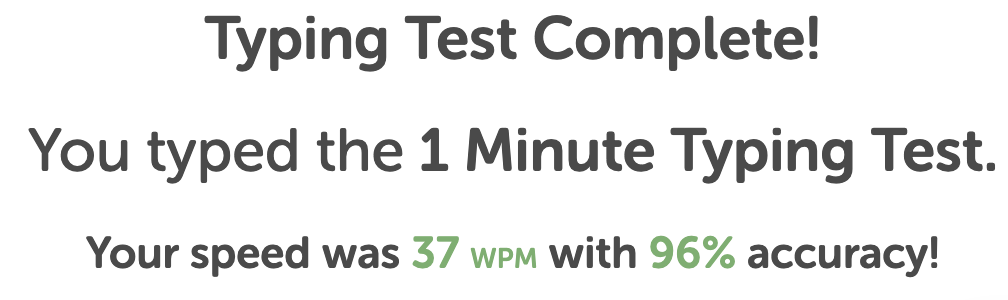 Typing Test Complete!
You typed the 1 Minute Typing Test.
Your speed was 37 WPM with 96% accuracy!